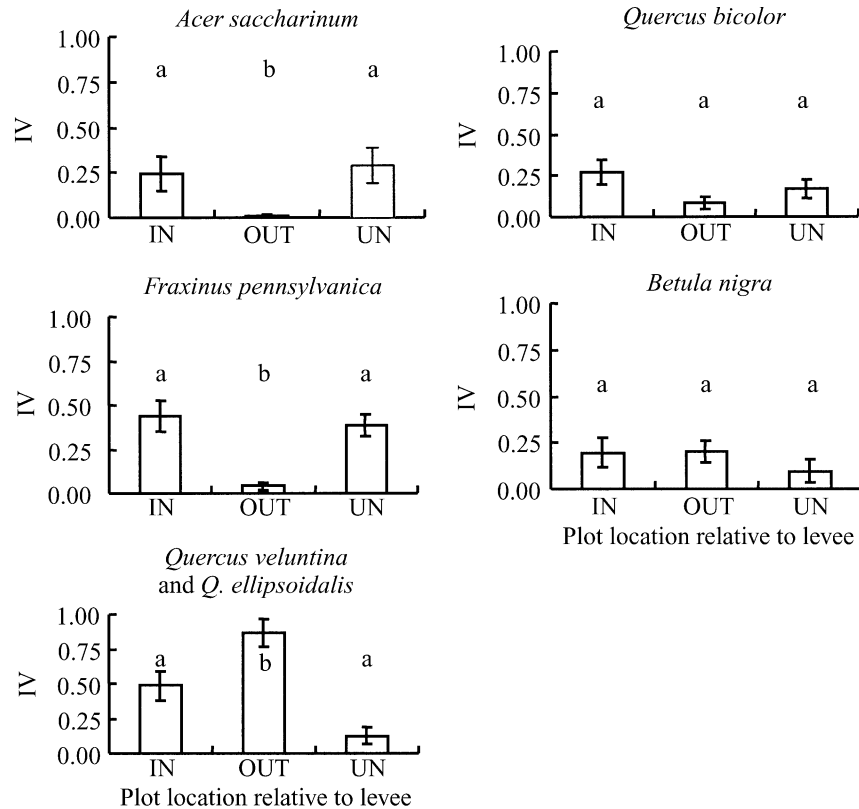 Acer saccharinum
1.00
a b a
0.75
IV
0.50
0.25
0.00
IN OUT UN
Quercus bicolor
1.00
0.75
a a a
IV
0.50
0.25
0.00
IN OUT UN
Fraxinus pennsylvanica
1.00
0.75
a b a
IV
0.50
0.25
0.00
IN OUT UN
Betula nigra
1.00
0.75
a a a
IV
0.50
0.25
0.00
IN OUT UN
Plot location relative to levee
Quercus veluntina
and Q. ellipsoidalis
1.00
0.75
a b a
IV
0.50
0.25
0.00
IN OUT UN
Plot location relative to levee